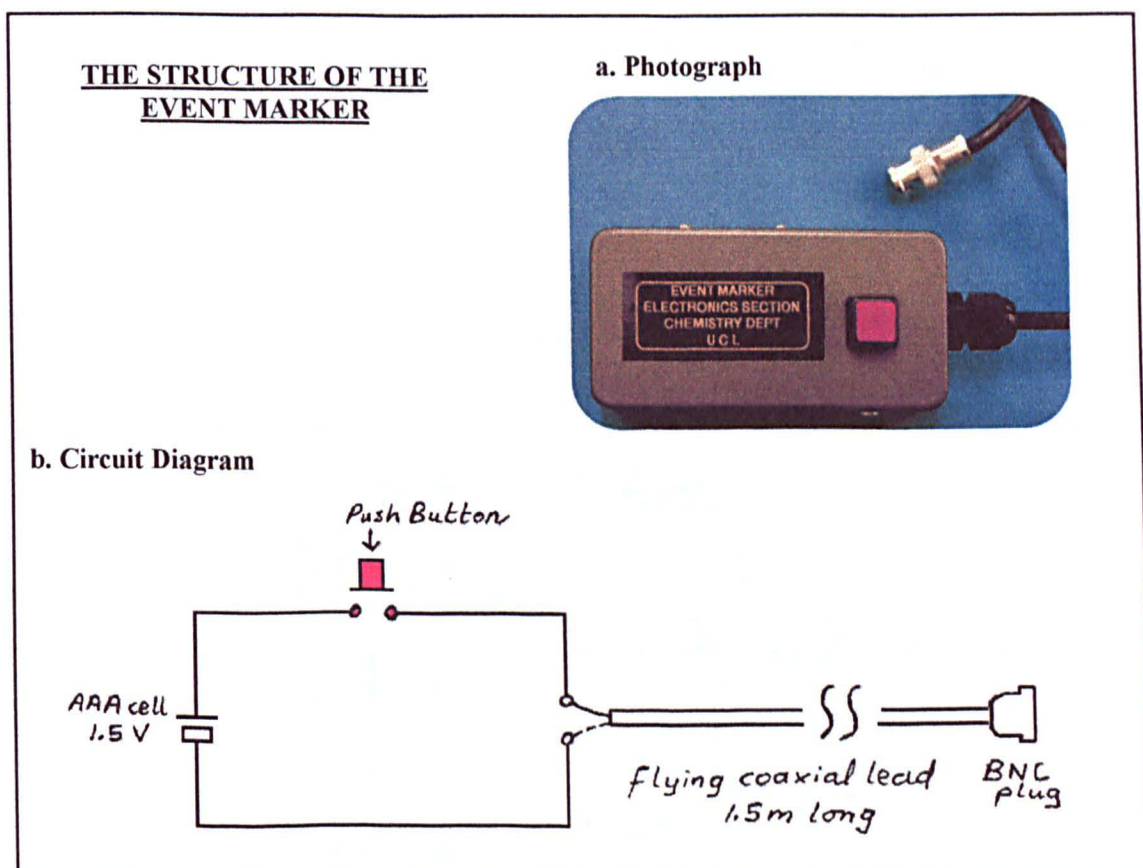 THE STRUCTURE OF THE
EVENT MARKER
a. Photograph
EVENT MARKER
ELECTRONICS SECTION
CHEMISTRY DEPT
U C L
b. Circuit Diagram
Push Button
AAA cell
1.5 V
flying coaxial lead
1.5m long
BNC
plug